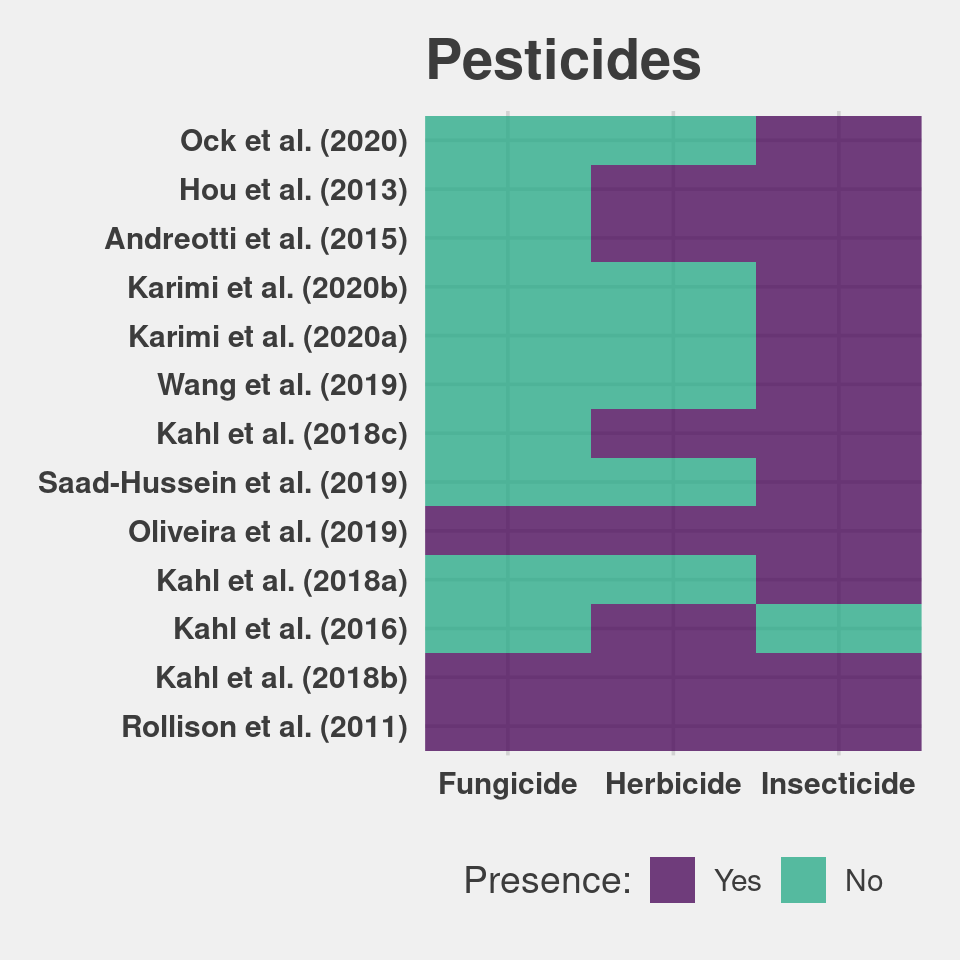 Pesticides
Ock et al. (2020)
Hou et al. (2013)
Andreotti et al. (2015)
Karimi et al. (2020b)
Karimi et al. (2020a)
Wang et al. (2019)
Kahl et al. (2018c)
Saad-Hussein et al. (2019)
Oliveira et al. (2019)
Kahl et al. (2018a)
Kahl et al. (2016)
Kahl et al. (2018b)
Rollison et al. (2011)
Fungicide Herbicide Insecticide
Presence: Yes No